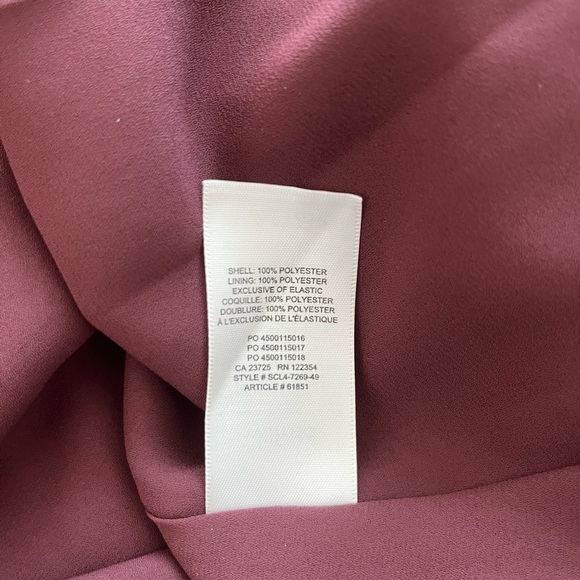 SHELL: 100% POLYESTER
LINING: 100% POLYESTER
EXCLUSIVE OF ELASTIC
COQUILLE: 100% POLYESTER
DOUBLURE: 100% POLYESTER
À L'EXCLUSION DE L'ÉLASTIQUE
PO 4500115016
PO 4500115017
PO 4500115018
CA 23725 RN 122354
STYLE # SCL4-7269-49
ARTICLE # 61851